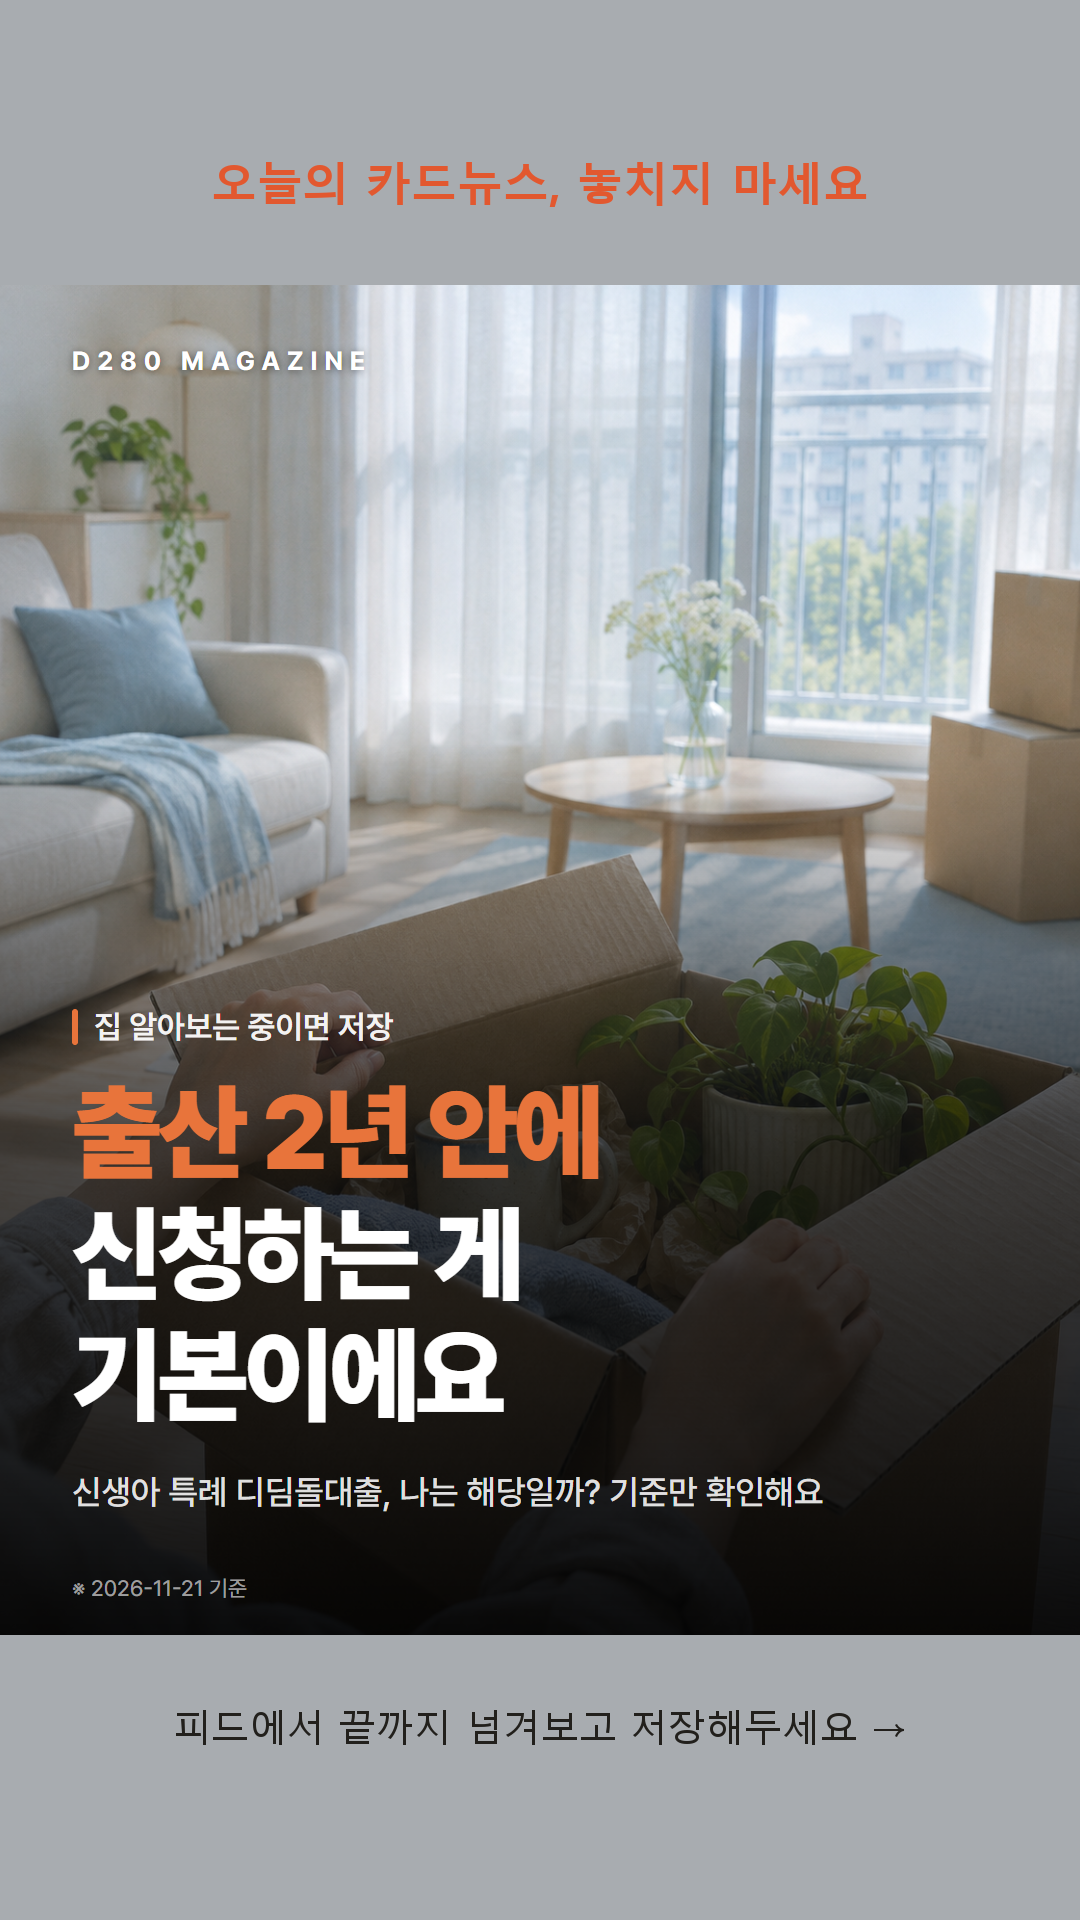 오늘의 카드뉴스, 놓치지 마세요
D280 MAGAZINE
집 알아보는 중이면 저장
출산 2년 안에
신청하는 게
기본이에요
신생아 특례 디딤돌대출, 나는 해당일까? 기준만 확인해요
※ 2026-11-21 기준
피드에서 끝까지 넘겨보고 저장해두세요 →